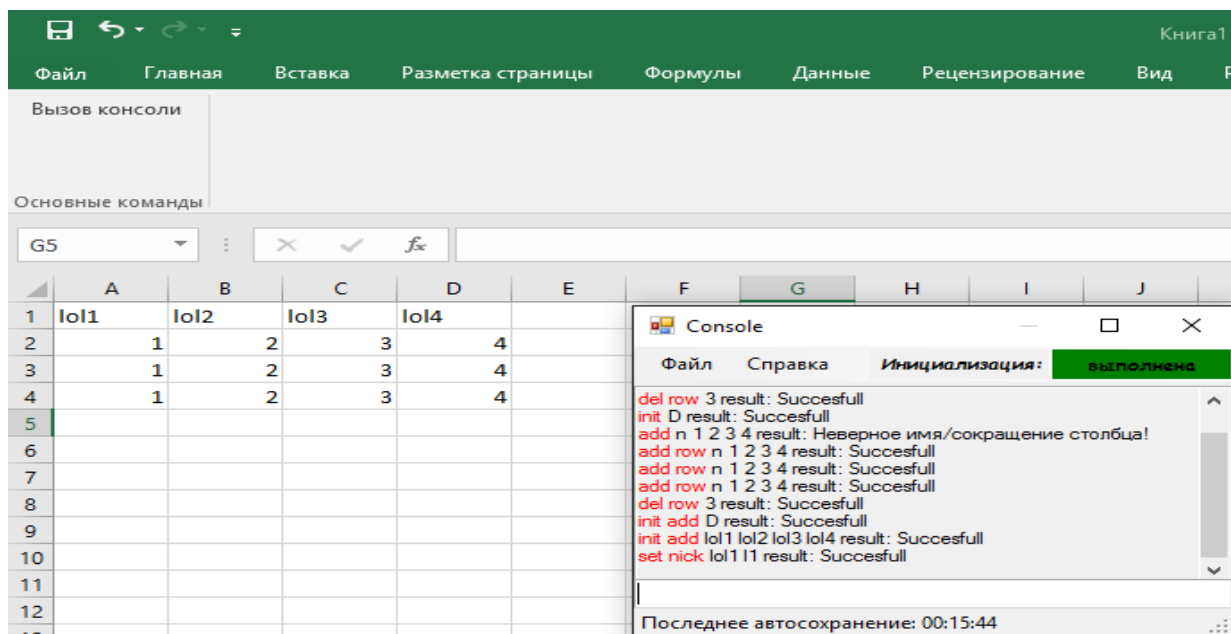 Книга1
Файл Главная Вставка Разметка страницы Формулы Данные Рецензирование Вид
Вызов консоли
Основные команды
G5 fx
A B C D E F G H I J
1 lol1 lol2 lol3 lol4
2 1 2 3 4
3 1 2 3 4
4 1 2 3 4
5
6
7
8
9
10
11
12
Console
Файл Справка Инициализация: выполнена
del row 3 result: Succesfull
init D result: Succesfull
add n 1 2 3 4 result: Неверное имя/сокращение столбца!
add row n 1 2 3 4 result: Succesfull
add row n 1 2 3 4 result: Succesfull
add row n 1 2 3 4 result: Succesfull
del row 3 result: Succesfull
init add D result: Succesfull
init add lol1 lol2 lol3 lol4 result: Succesfull
set nick lol1 l1 result: Succesfull
Последнее автосохранение: 00:15:44